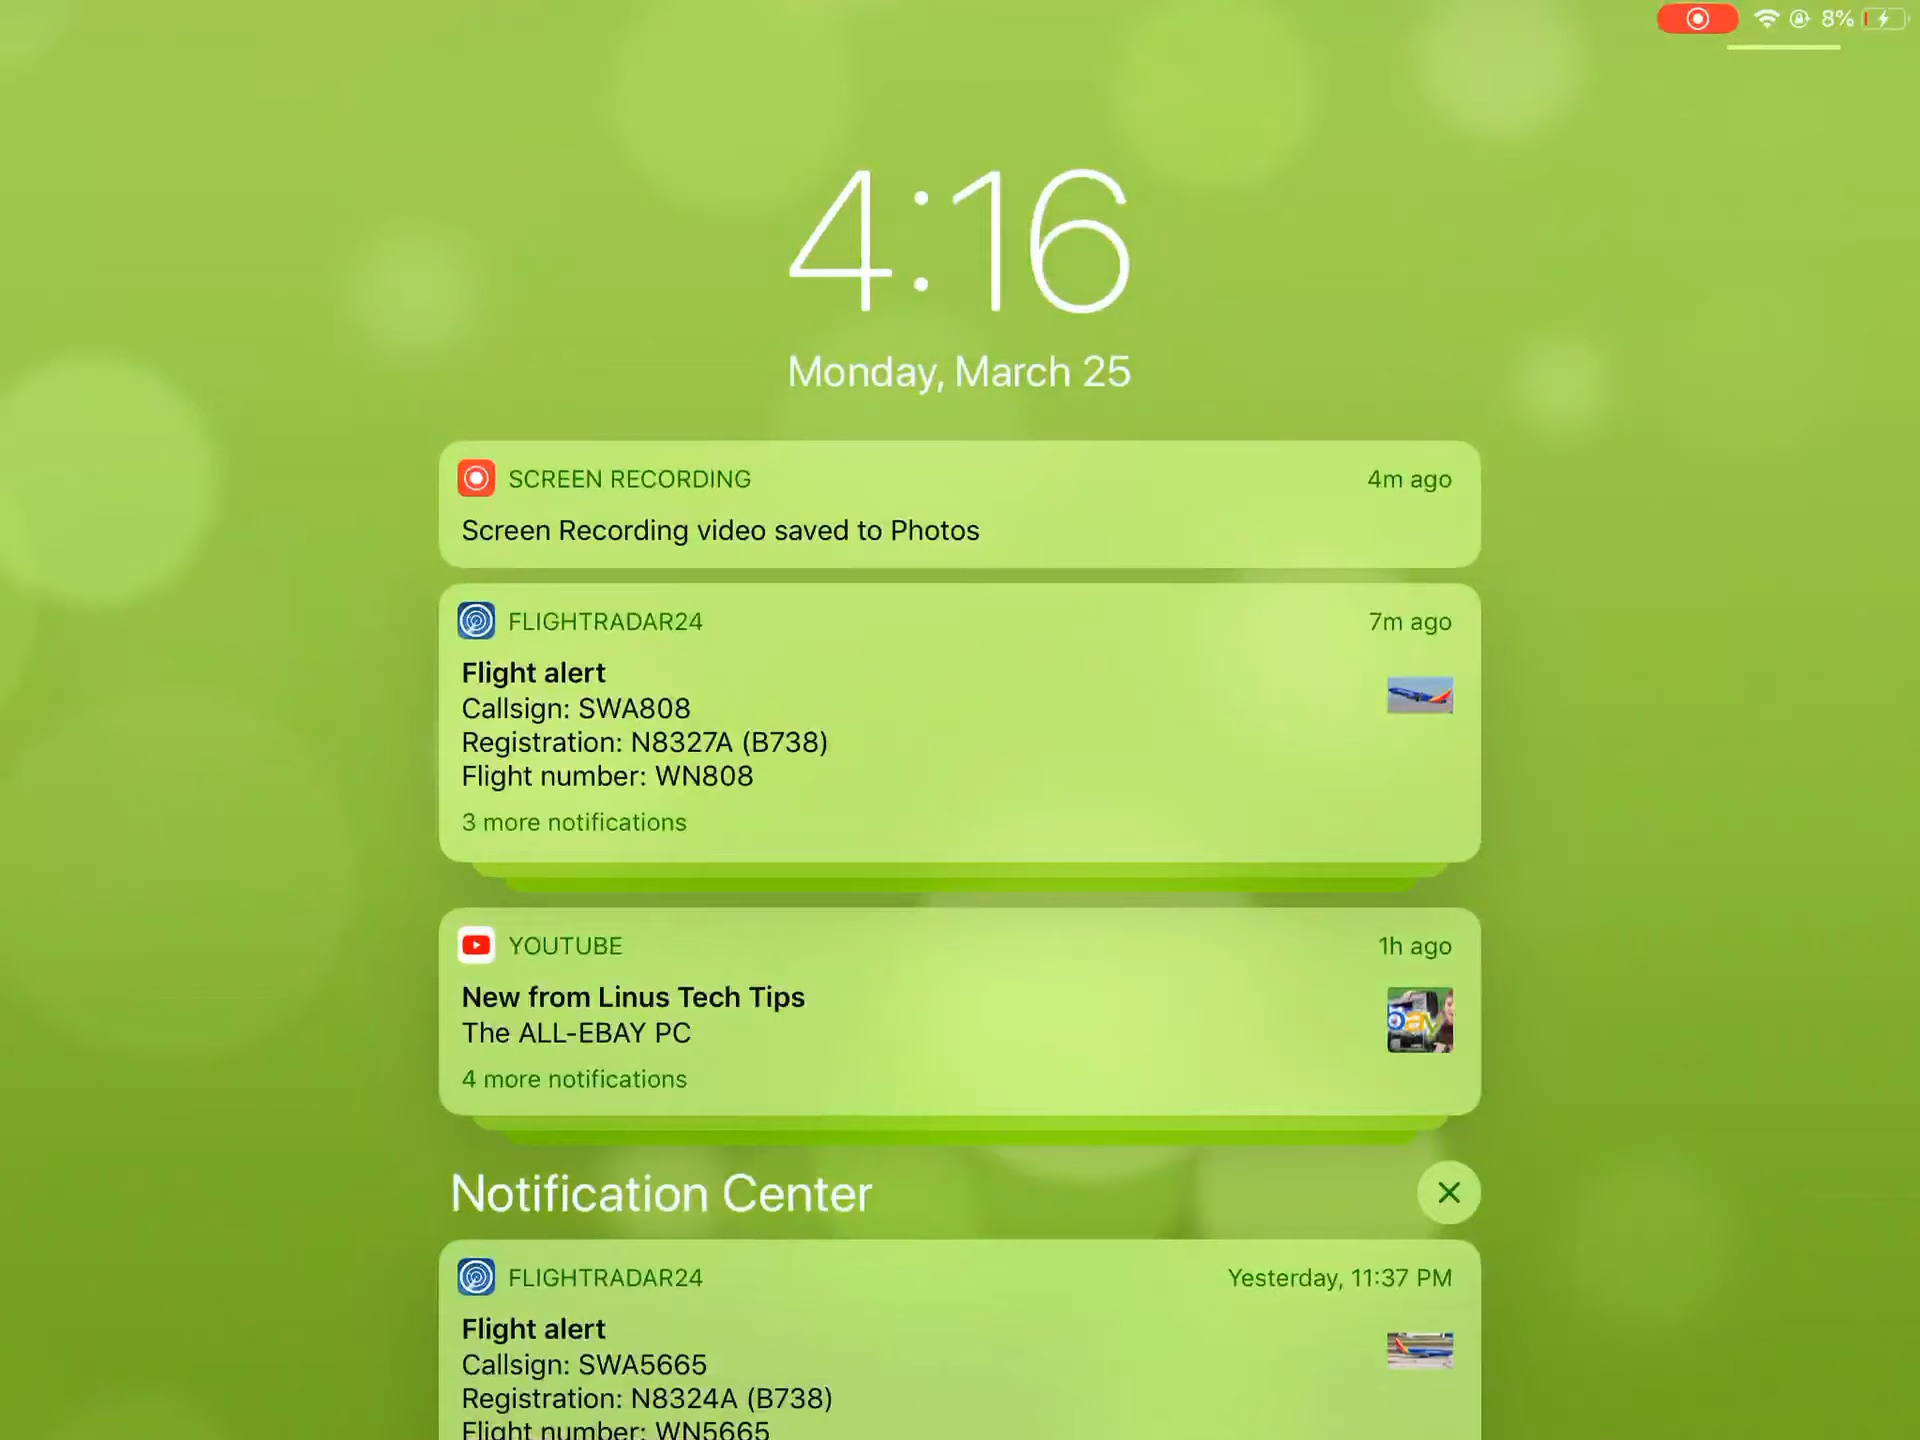 8%
4:16
Monday, March 25
SCREEN RECORDING 4m ago
Screen Recording video saved to Photos
FLIGHTRADAR24 7m ago
Flight alert
Callsign: SWA808
Registration: N8327A (B738)
Flight number: WN808
3 more notifications
YOUTUBE 1h ago
New from Linus Tech Tips
The ALL-EBAY PC
4 more notifications
Notification Center
FLIGHTRADAR24 Yesterday, 11:37 PM
Flight alert
Callsign: SWA5665
Registration: N8324A (B738)
Flight number: WN5665